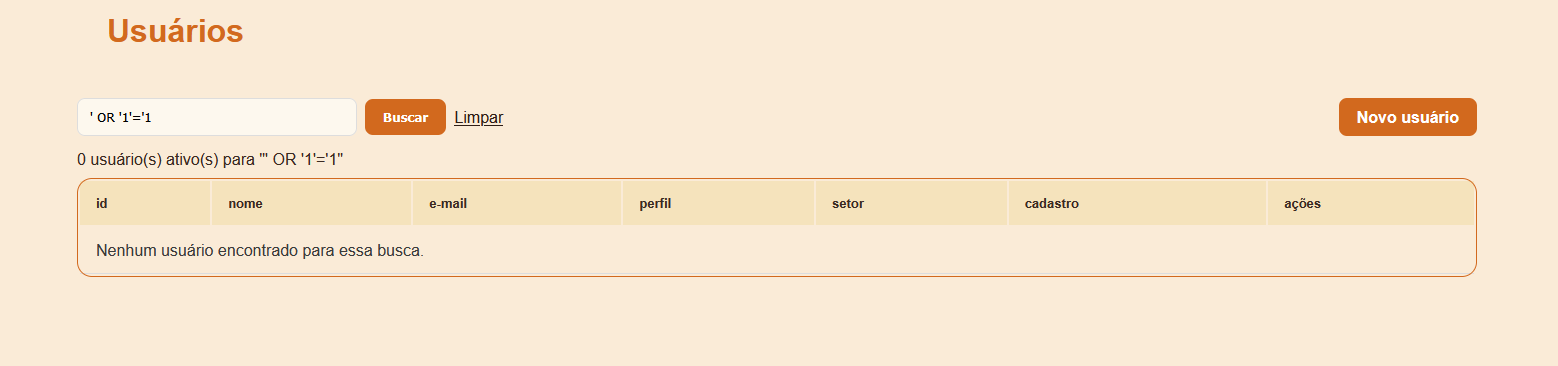 Usuários
' OR '1'='1 Buscar Limpar Novo usuário
0 usuário(s) ativo(s) para "' OR '1'='1"
id nome e-mail perfil setor cadastro ações
Nenhum usuário encontrado para essa busca.